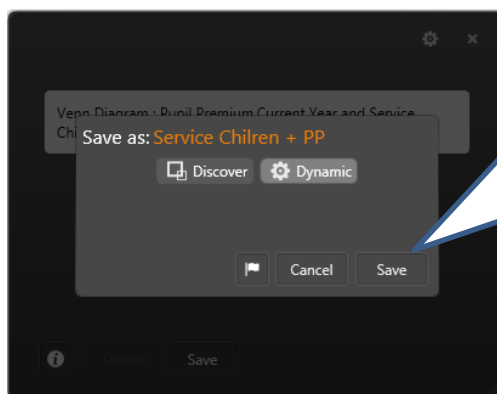 Venn Diagram : Pupil Premium Current Year and Service
Chi
Save as: Service Chilren + PP
Discover Dynamic
Cancel Save
Delete Save